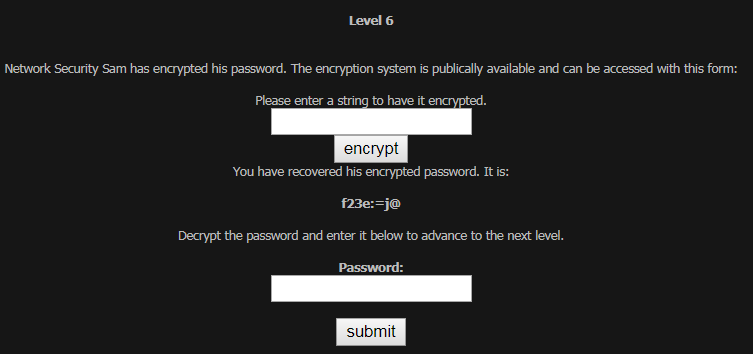 Level 6
Network Security Sam has encrypted his password. The encryption system is publically available and can be accessed with this form:
Please enter a string to have it encrypted.
encrypt
You have recovered his encrypted password. It is:
f23e:=j@
Decrypt the password and enter it below to advance to the next level.
Password:
submit